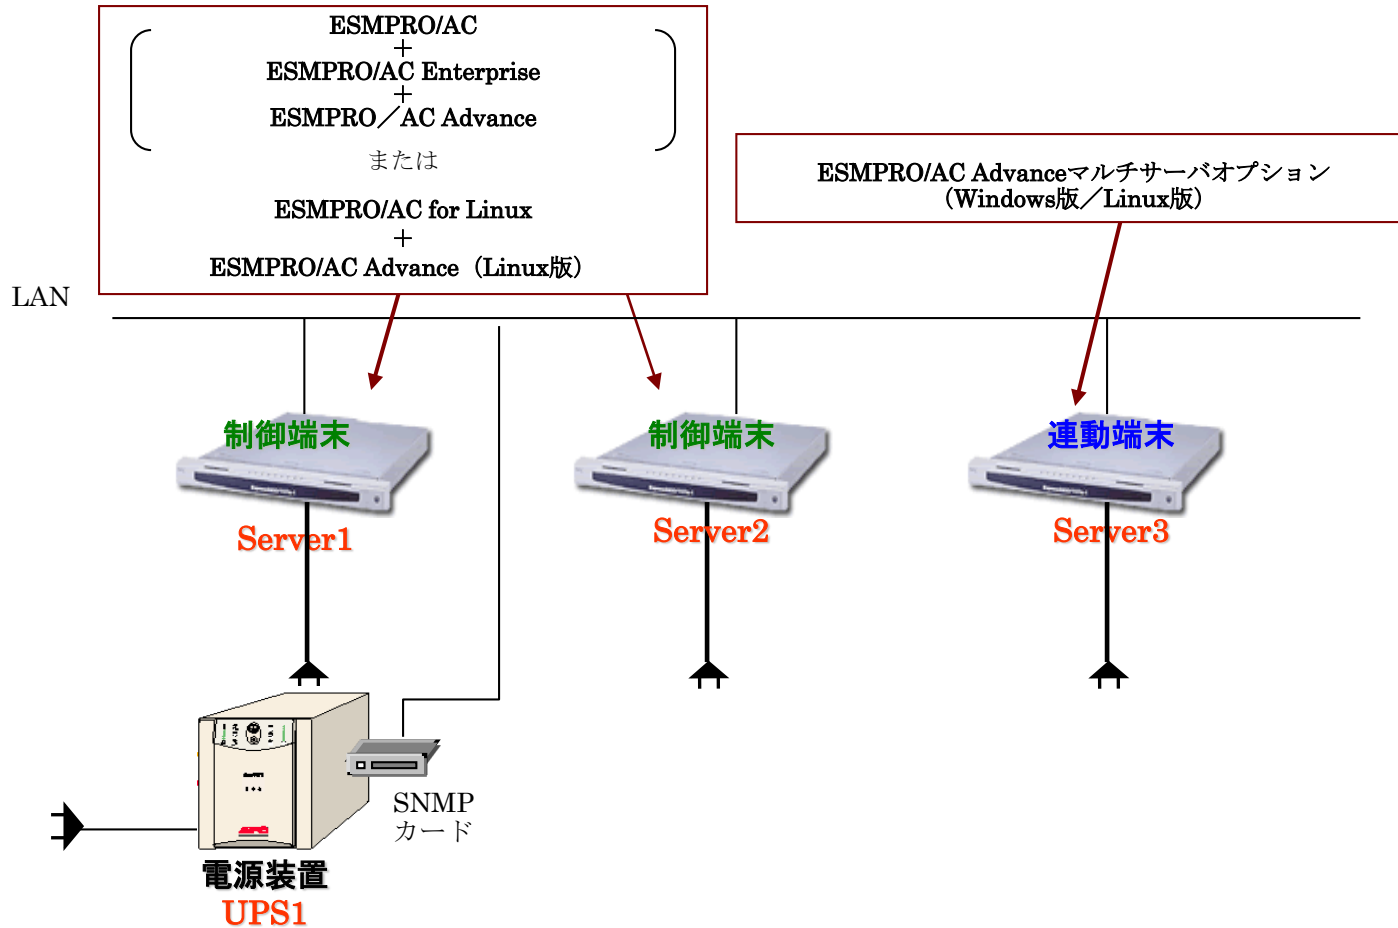 ESMPRO/AC
+
ESMPRO/AC Enterprise
+
ESMPRO／AC Advance
または
ESMPRO/AC for Linux
+
ESMPRO/AC Advance（Linux版）
ESMPRO/AC Advanceマルチサーバオプション
（Windows版／Linux版）
LAN
制御端末
制御端末
連動端末
Server1
Server2
Server3
SNMP
カード
APC
電源装置
UPS1